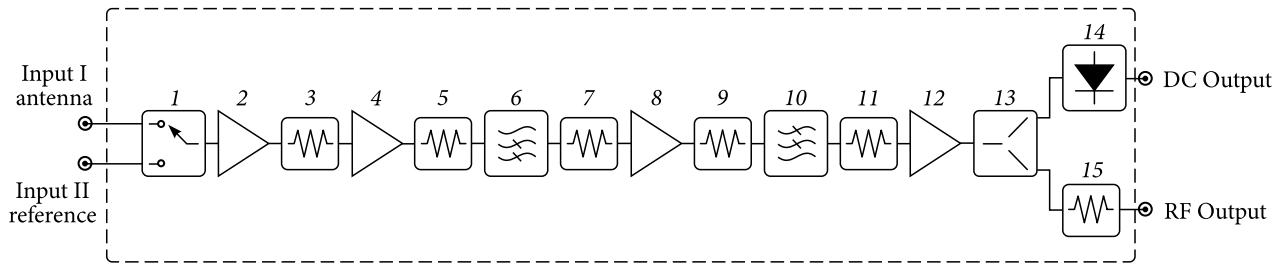 Input I
antenna
Input II
reference
1
2
3
4
5
6
7
8
9
10
11
12
13
14
15
DC Output
RF Output